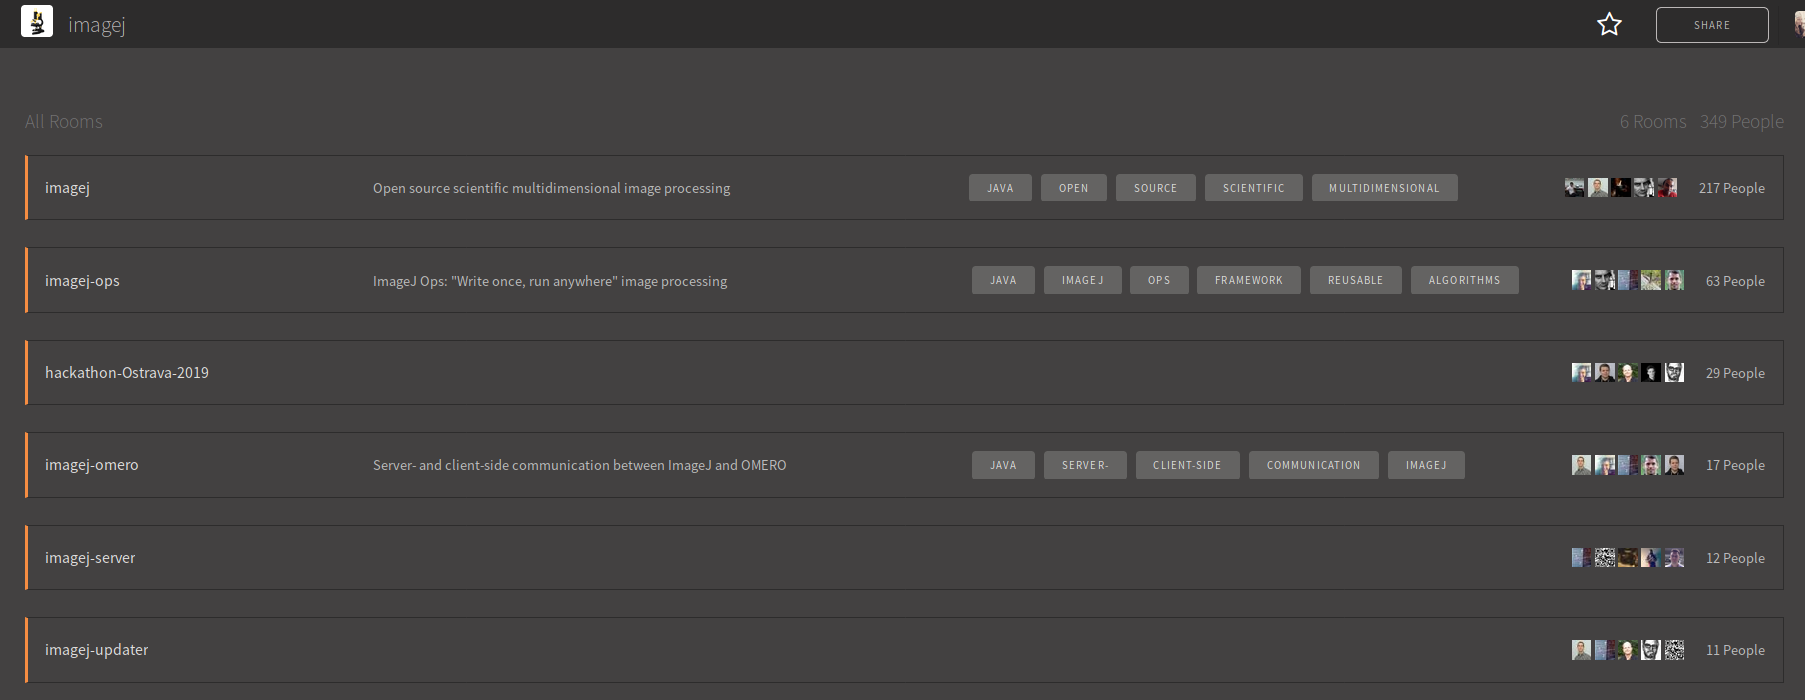 imagej
SHARE
All Rooms
6 Rooms 349 People
imagej Open source scientific multidimensional image processing JAVA OPEN SOURCE SCIENTIFIC MULTIDIMENSIONAL 217 People
imagej-ops ImageJ Ops: "Write once, run anywhere" image processing JAVA IMAGEJ OPS FRAMEWORK REUSABLE ALGORITHMS 63 People
hackathon-Ostrava-2019 29 People
imagej-omero Server- and client-side communication between ImageJ and OMERO JAVA SERVER- CLIENT-SIDE COMMUNICATION IMAGEJ 17 People
imagej-server 12 People
imagej-updater 11 People